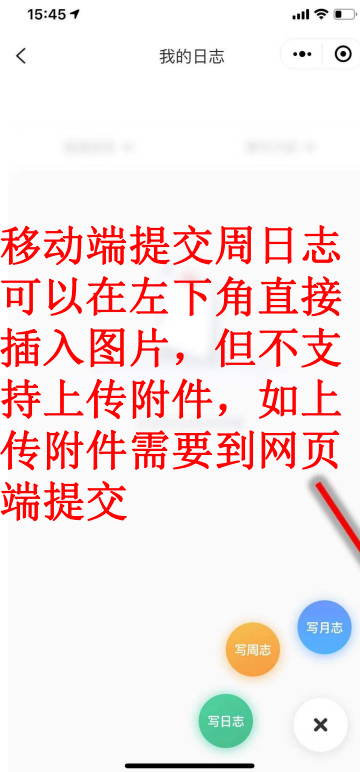 15:45
我的日志
移动端提交周日志
可以在左下角直接
插入图片，但不支
持上传附件，如上
传附件需要到网页
端提交
写月志
写周志
写日志